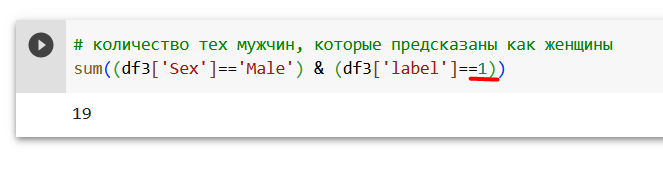 # количество тех мужчин, которые предсказаны как женщины
sum((df3['Sex']=='Male') & (df3['label']==1))
19